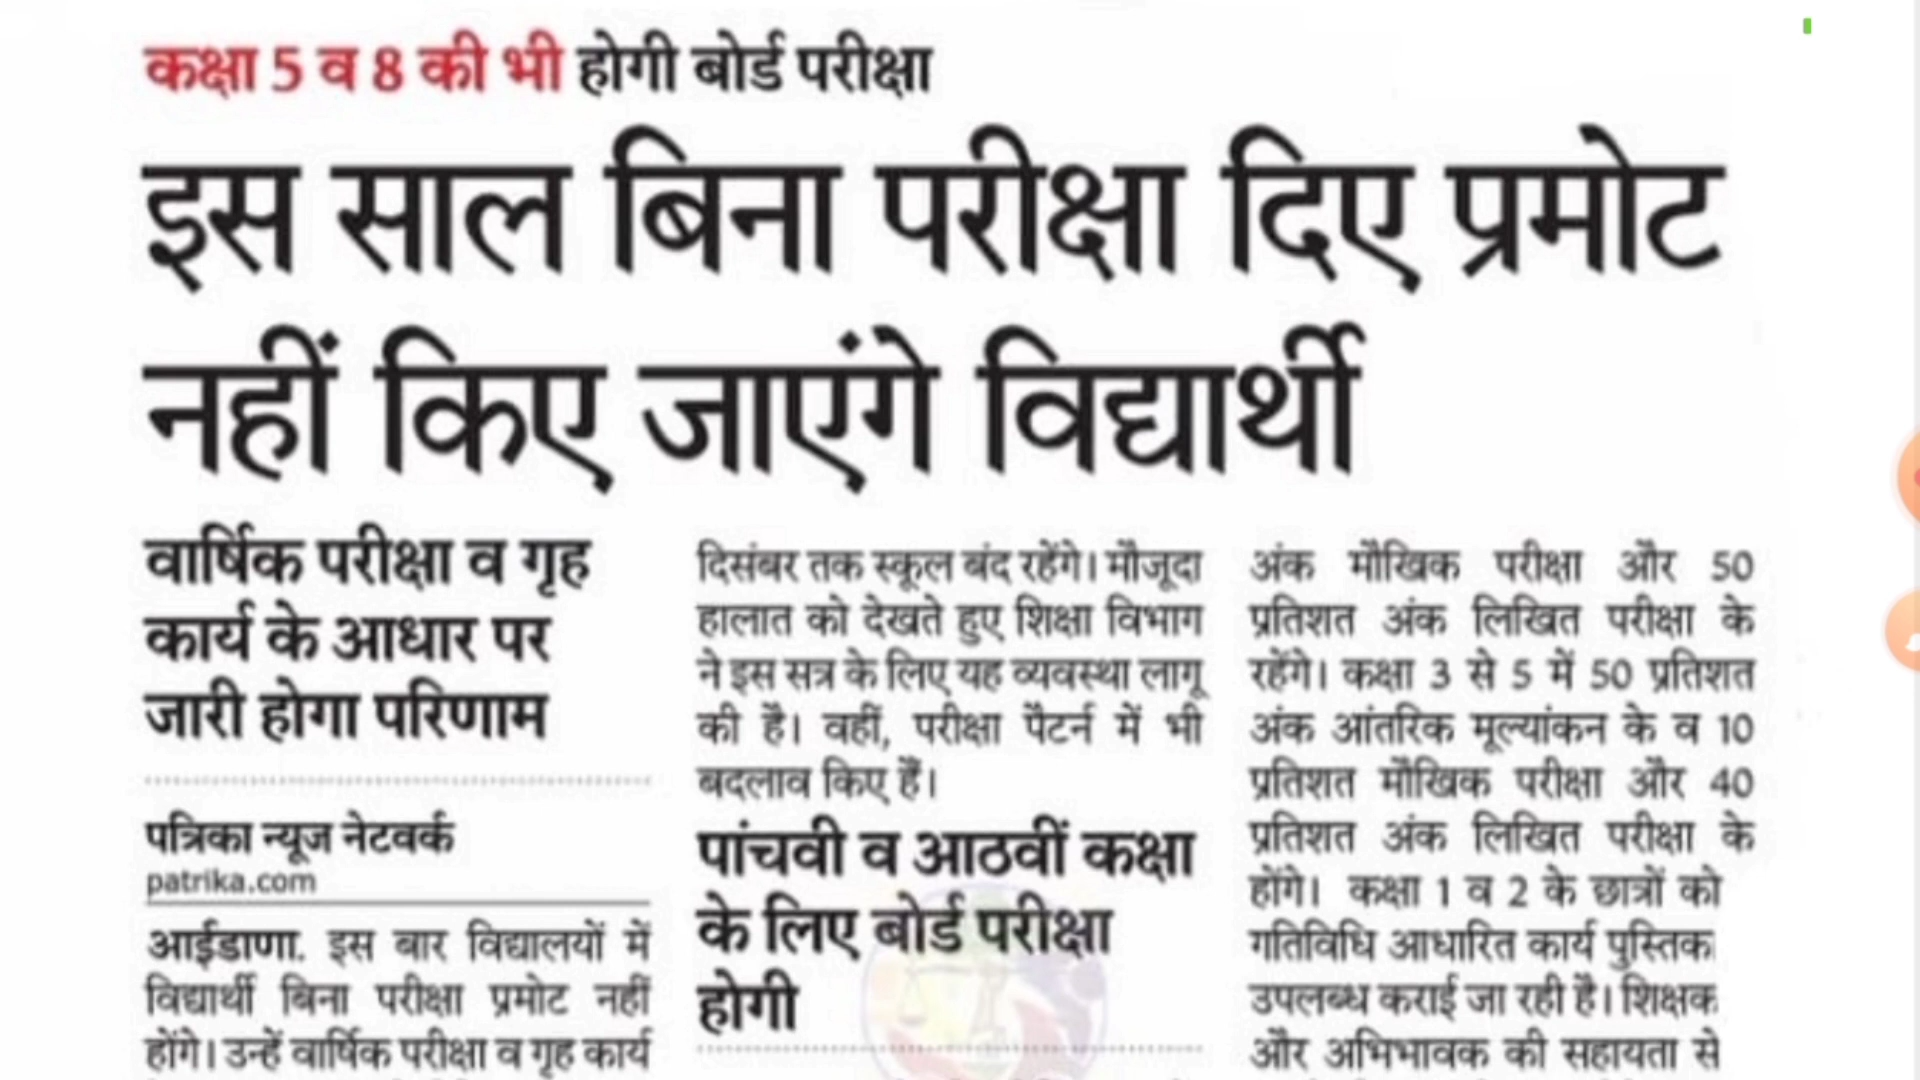 कक्षा 5 व 8 की भी होगी बोर्ड परीक्षा
इस साल बिना परीक्षा दिए प्रमोट
नहीं किए जाएंगे विद्यार्थी
वार्षिक परीक्षा व गृह
कार्य के आधार पर
जारी होगा परिणाम
पत्रिका न्यूज नेटवर्क
patrika.com
आईडाणा. इस बार विद्यालयों में
विद्यार्थी बिना परीक्षा प्रमोट नहीं
होंगे। उन्हें वार्षिक परीक्षा व गृह कार्य
दिसंबर तक स्कूल बंद रहेंगे। मौजूदा
हालात को देखते हुए शिक्षा विभाग
ने इस सत्र के लिए यह व्यवस्था लागू
की है। वहीं, परीक्षा पैटर्न में भी
बदलाव किए हैं।
पांचवी व आठवीं कक्षा
के लिए बोर्ड परीक्षा
होगी
अंक मौखिक परीक्षा और 50
प्रतिशत अंक लिखित परीक्षा के
रहेंगे। कक्षा 3 से 5 में 50 प्रतिशत
अंक आंतरिक मूल्यांकन के व 10
प्रतिशत मौखिक परीक्षा और 40
प्रतिशत अंक लिखित परीक्षा के
होंगे। कक्षा 1 व 2 के छात्रों को
गतिविधि आधारित कार्य पुस्तिका
उपलब्ध कराई जा रही है। शिक्षक
और अभिभावक की सहायता से